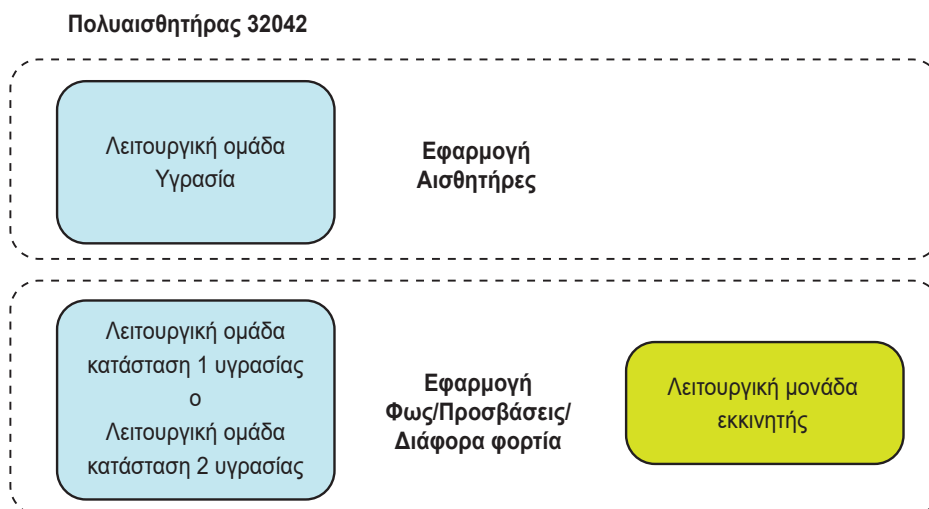 Πολυαισθητήρας 32042
Λειτουργική ομάδα
Υγρασία
Εφαρμογή
Αισθητήρες
Λειτουργική ομάδα
κατάσταση 1 υγρασίας
o
Λειτουργική ομάδα
κατάσταση 2 υγρασίας
Εφαρμογή
Φως/Προσβάσεις/
Διάφορα φορτία
Λειτουργική μονάδα
εκκινητής